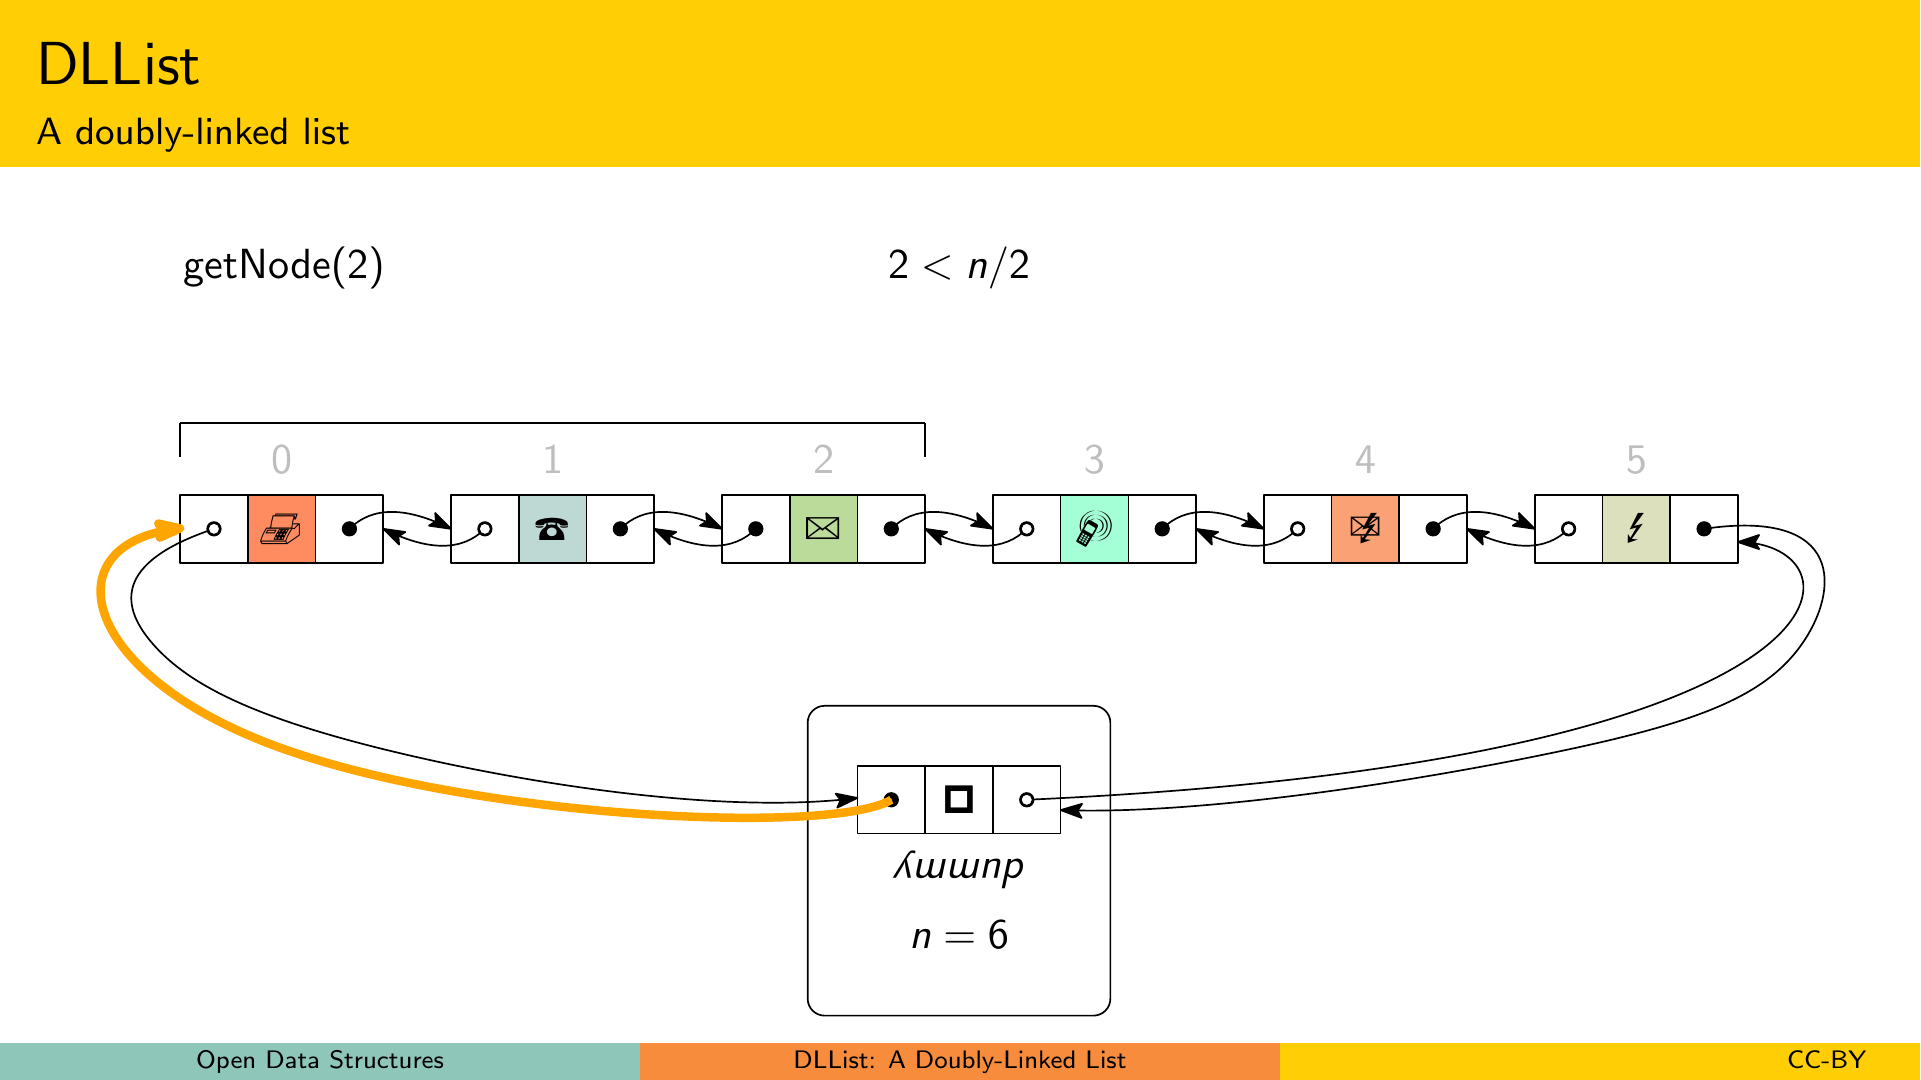 DLList
A doubly-linked list
getNode(2)
2 < n/2
0 1 2 3 4 5
dummy
n = 6
Open Data Structures
DLList: A Doubly-Linked List
CC-BY